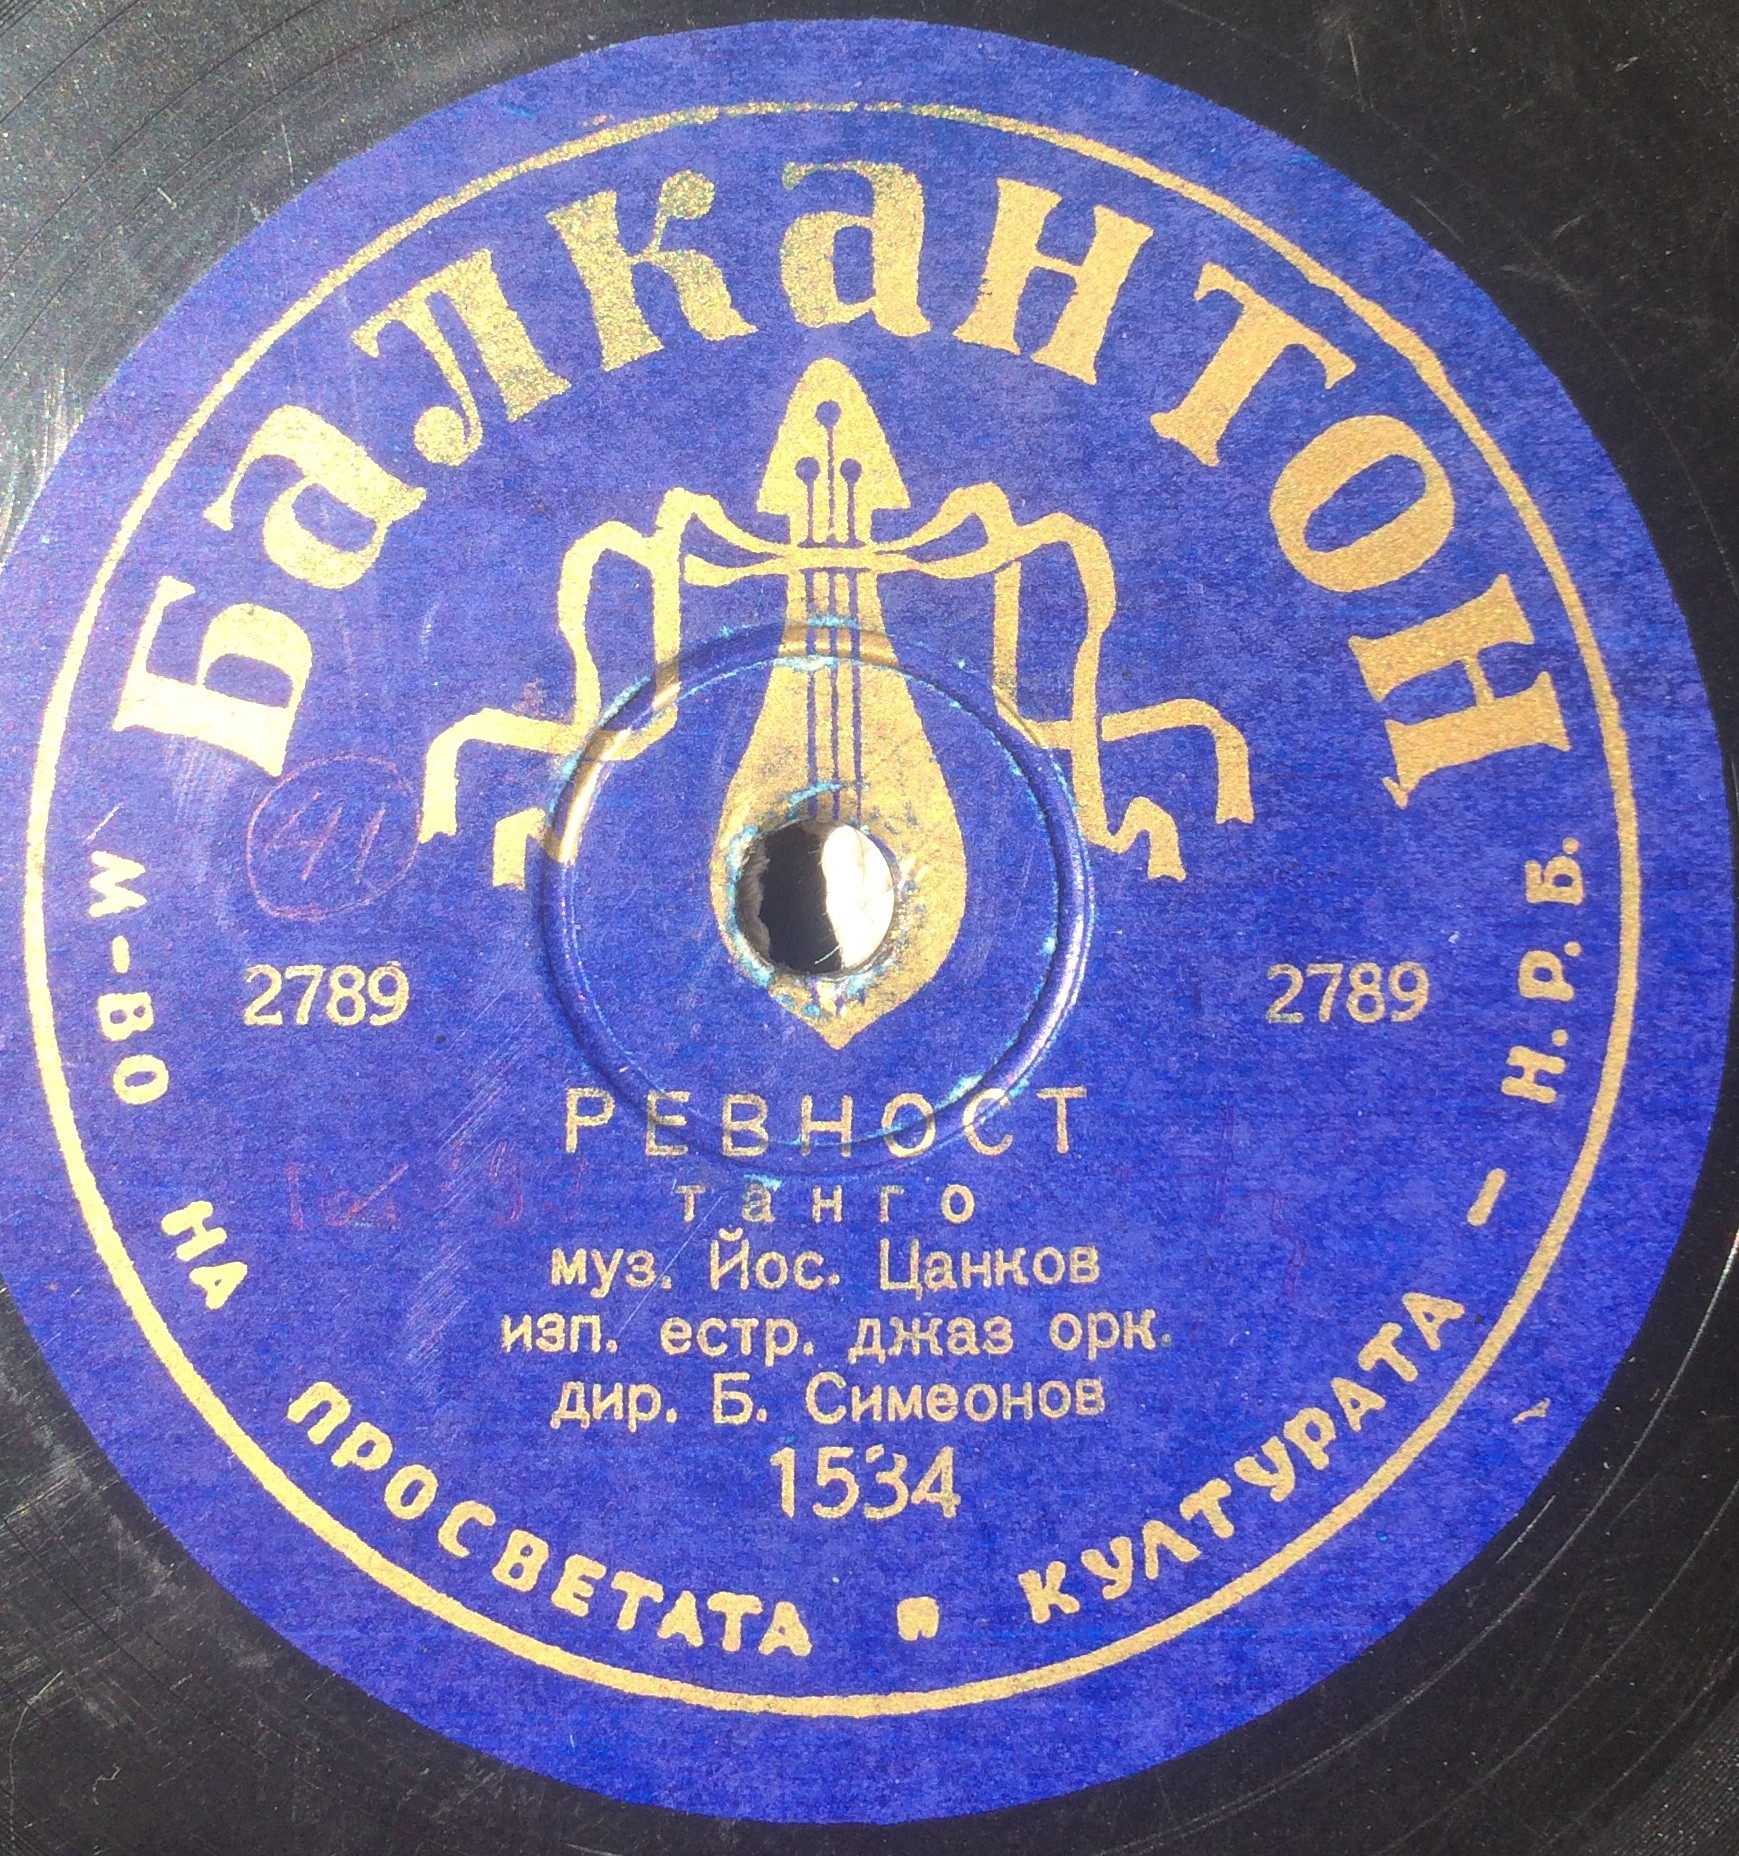 Балкантон
41
2789 2789
РЕВНОСТ
танго
муз. Йос. Цанков
изп. естр. джаз орк.
дир. Б. Симеонов
1534
М-ВО НА ПРОСВЕТАТА И КУЛТУРАТА – Н.Р.Б.